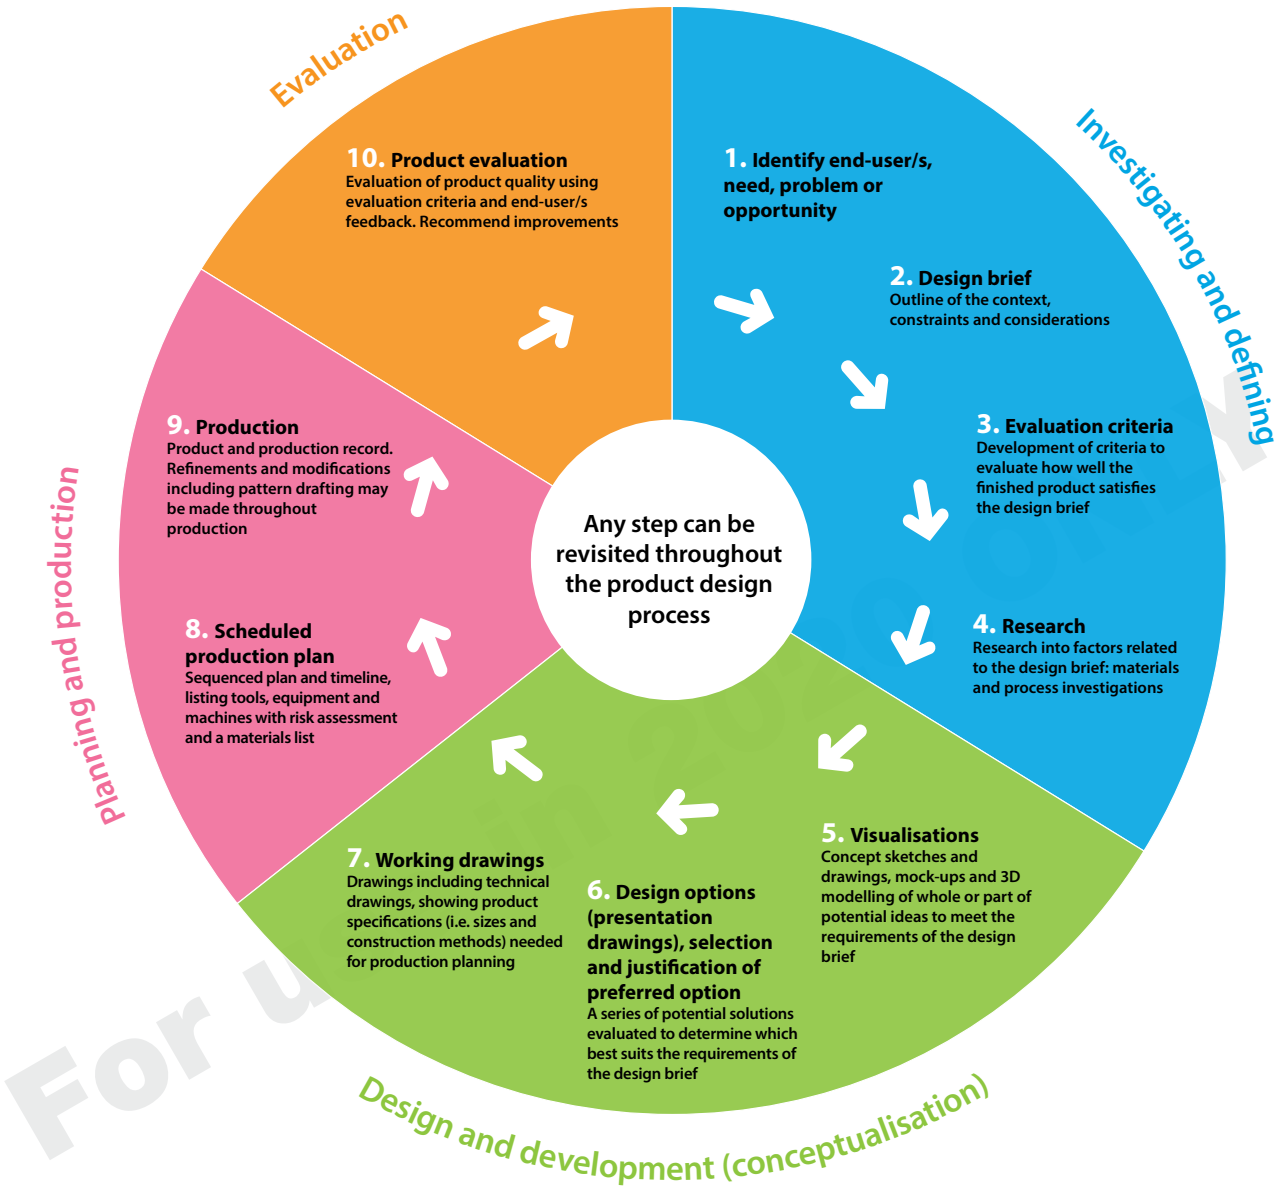 Evaluation
Investigating and defining
10. Product evaluation
Evaluation of product quality using
evaluation criteria and end-user/s
feedback. Recommend improvements
1. Identify end-user/s,
need, problem or
opportunity
2. Design brief
Outline of the context,
constraints and considerations
3. Evaluation criteria
Development of criteria to
evaluate how well the
finished product satisfies
the design brief
4. Research
Research into factors related
to the design brief: materials
and process investigations
5. Visualisations
Concept sketches and
drawings, mock-ups and 3D
modelling of whole or part of
potential ideas to meet the
requirements of the design
brief
6. Design options
(presentation
drawings), selection
and justification of
preferred option
A series of potential solutions
evaluated to determine which
best suits the requirements of
the design brief
7. Working drawings
Drawings including technical
drawings, showing product
specifications (i.e. sizes and
construction methods) needed
for production planning
8. Scheduled
production plan
Sequenced plan and timeline,
listing tools, equipment and
machines with risk assessment
and a materials list
9. Production
Product and production record.
Refinements and modifications
including pattern drafting may
be made throughout
production
Any step can be
revisited throughout
the product design
process
Planning and production
Design and development (conceptualisation)
For use in 2020 ONLY